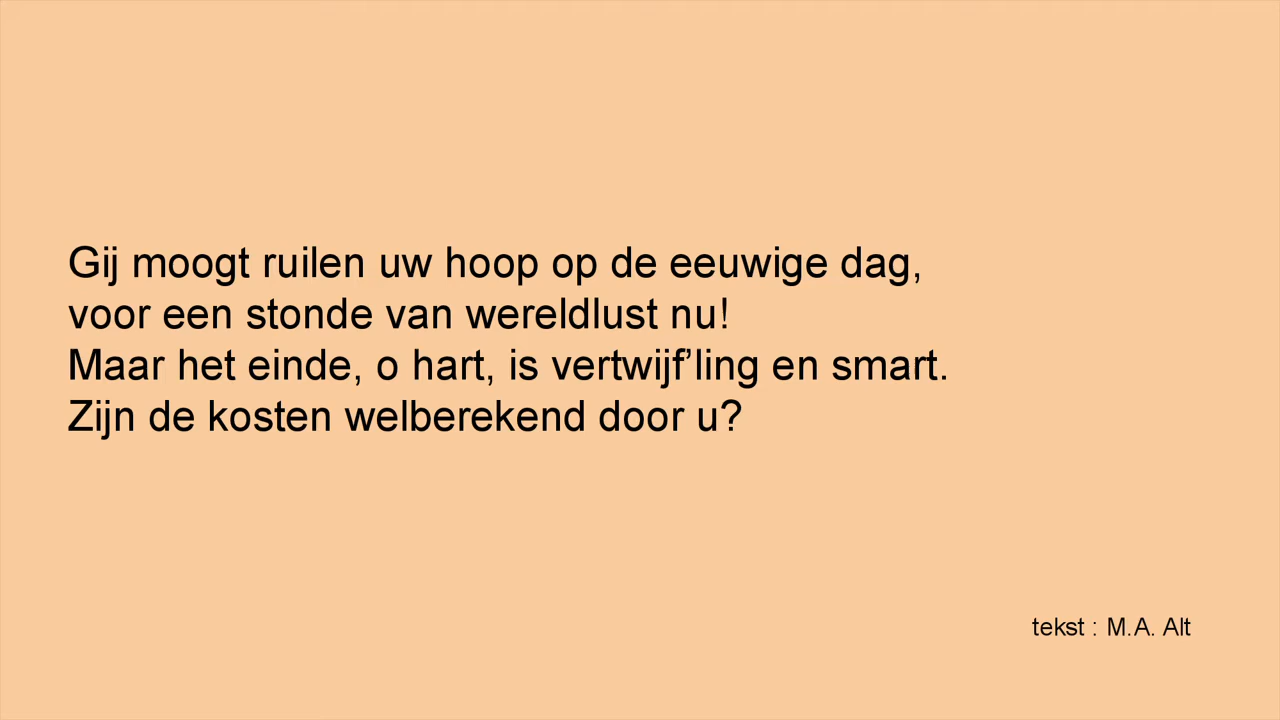 Gij moogt ruilen uw hoop op de eeuwige dag,
voor een stonde van wereldlust nu!
Maar het einde, o hart, is vertwijf’ling en smart.
Zijn de kosten welberekend door u?
tekst : M.A. Alt